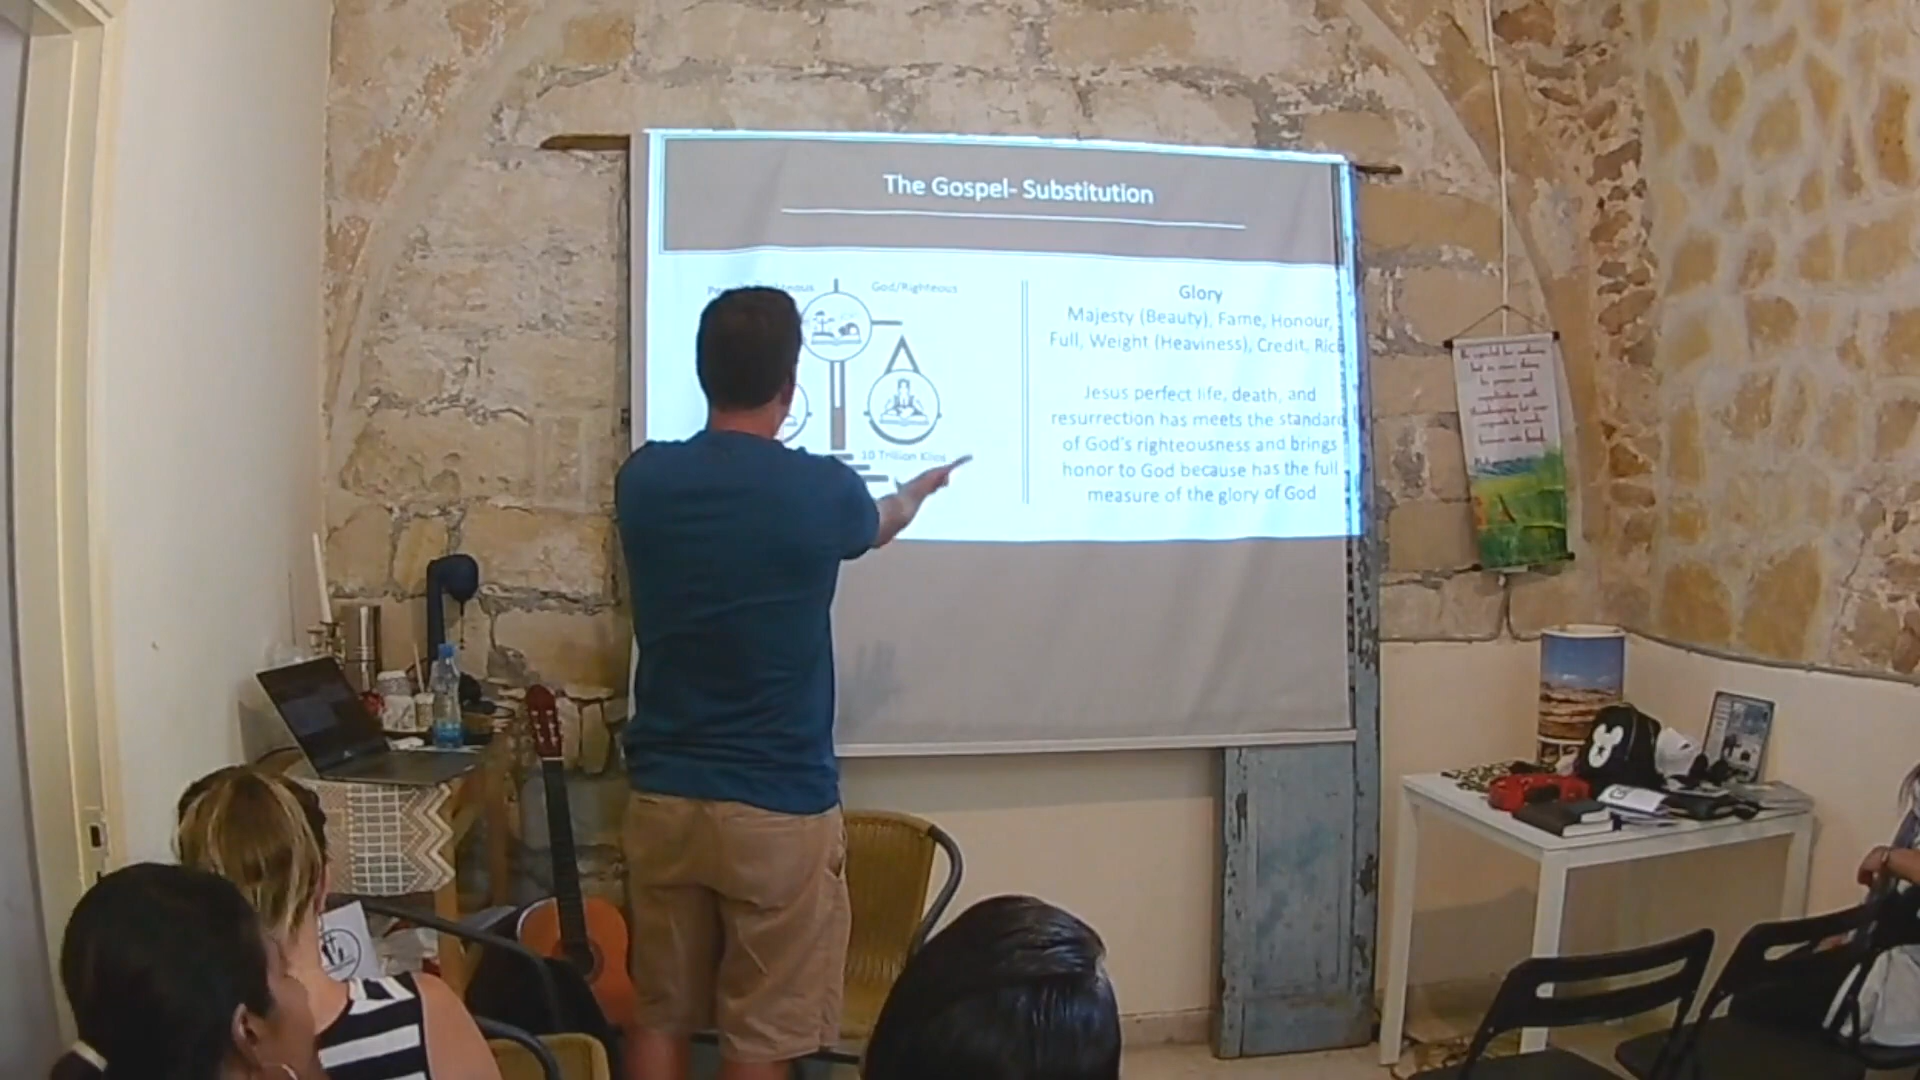 The Gospel- Substitution
God/Righteous
10 Trillion Kilos
Glory
Majesty (Beauty), Fame, Honour,
Full, Weight (Heaviness), Credit, Rich
Jesus perfect life, death, and
resurrection has meets the standard
of God's righteousness and brings
honor to God because has the full
measure of the glory of God